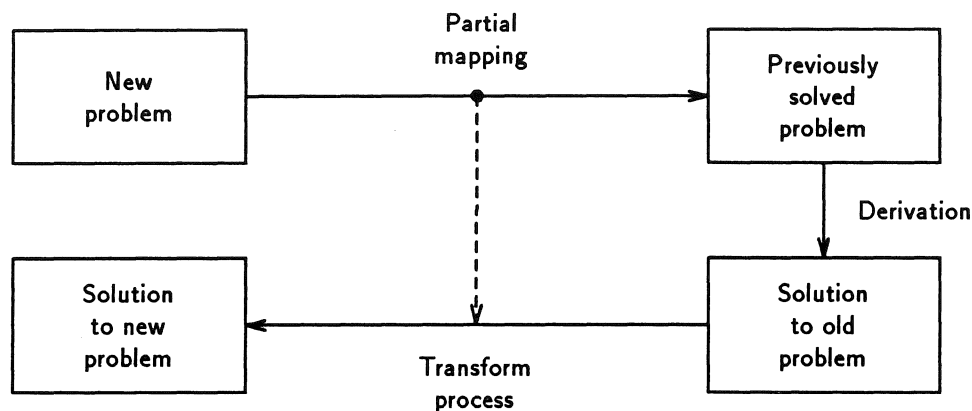 Partial
mapping
New
problem
Previously
solved
problem
Derivation
Solution
to new
problem
Solution
to old
problem
Transform
process